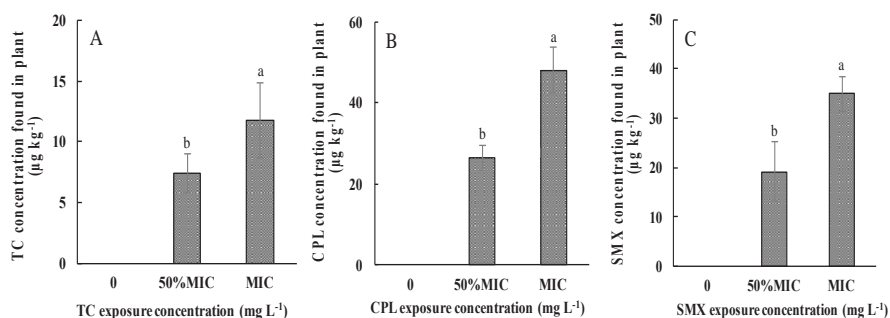 A
TC concentration found in plant
(µg kg-1)
20
15
10
5
0
b
a
0 50%MIC MIC
TC exposure concentration (mg L-1)
B
CPL concentration found in plant
(µg kg-1)
60
40
20
0
b
a
0 50%MIC MIC
CPL exposure concentration (mg L-1)
C
SMX concentration found in plant
(µg kg-1)
50
40
30
20
10
0
b
a
0 50%MIC MIC
SMX exposure concentration (mg L-1)